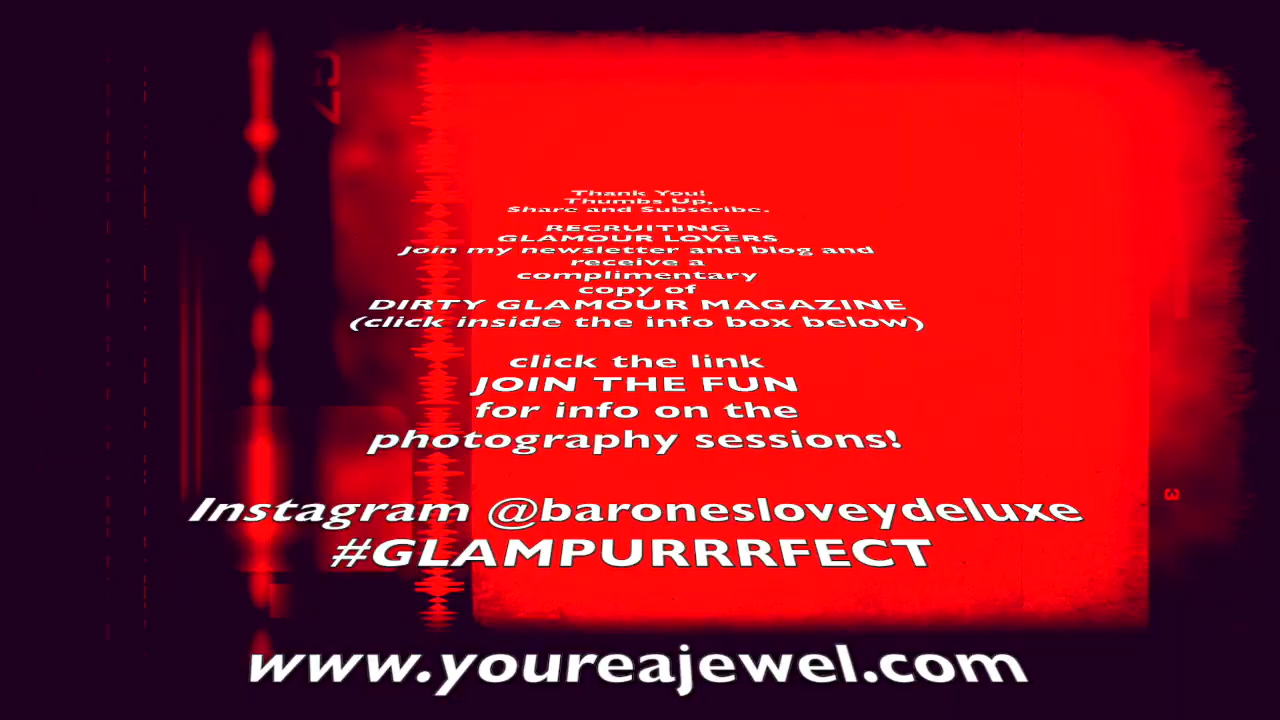 Thank You!
Thumbs Up,
Share and Subscribe.
RECRUITING
GLAMOUR LOVERS
Join my newsletter and blog and
receive a
complimentary
copy of
DIRTY GLAMOUR MAGAZINE
(click inside the info box below)
click the link
JOIN THE FUN
for info on the
photography sessions!
Instagram @baronesloveydeluxe
#GLAMPURRRFECT
www.youreajewel.com
3